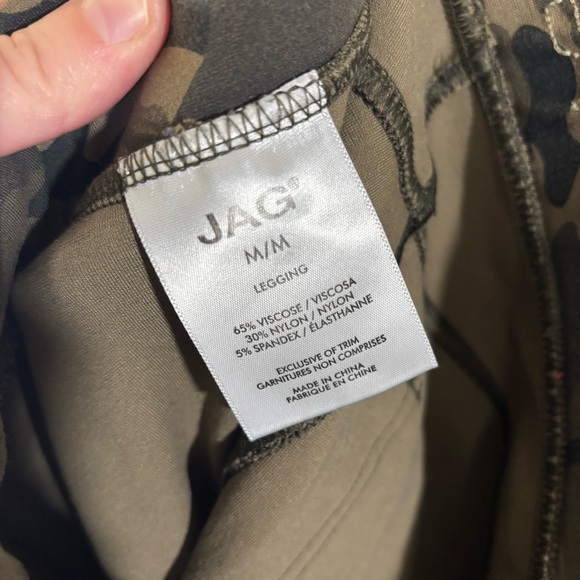 JAG®
M/M
LEGGING
65% VISCOSE / VISCOSA
30% NYLON / NYLON
5% SPANDEX / ÉLASTHANNE
EXCLUSIVE OF TRIM
GARNITURES NON COMPRISES
MADE IN CHINA
FABRIQUE EN CHINE